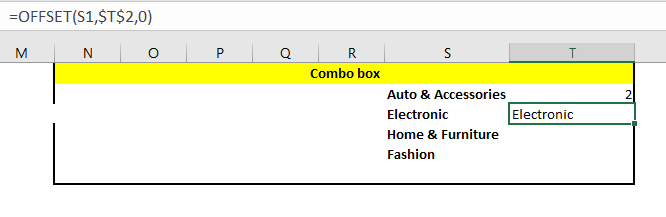 =OFFSET(S1,$T$2,0)
M N O P Q R S T
Combo box
Auto & Accessories 2
Electronic Electronic
Home & Furniture
Fashion